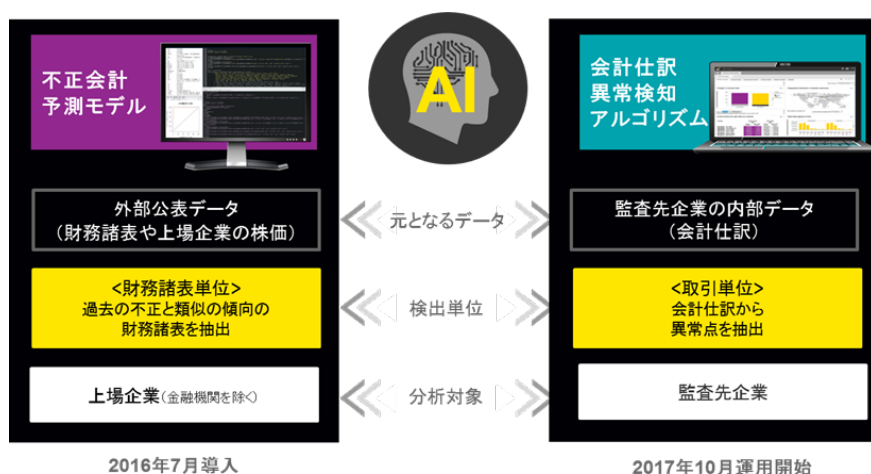 不正会計
予測モデル
AI
会計仕訳
異常検知
アルゴリズム
外部公表データ
(財務諸表や上場企業の株価)
元となるデータ
監査先企業の内部データ
(会計仕訳)
<財務諸表単位>
過去の不正と類似の傾向の
財務諸表を抽出
検出単位
<取引単位>
会計仕訳から
異常点を抽出
上場企業(金融機関を除く)
分析対象
監査先企業
2016年7月導入
2017年10月運用開始